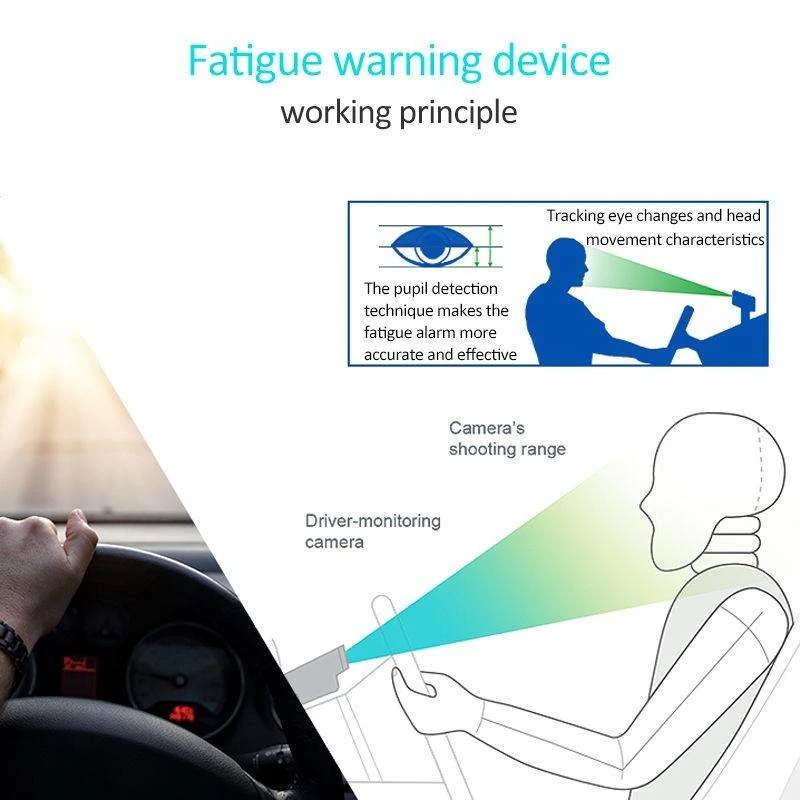 Fatigue warning device
working principle
Tracking eye changes and head
movement characteristics
The pupil detection
technique makes the
fatigue alarm more
accurate and effective
Camera's
shooting range
Driver-monitoring
camera